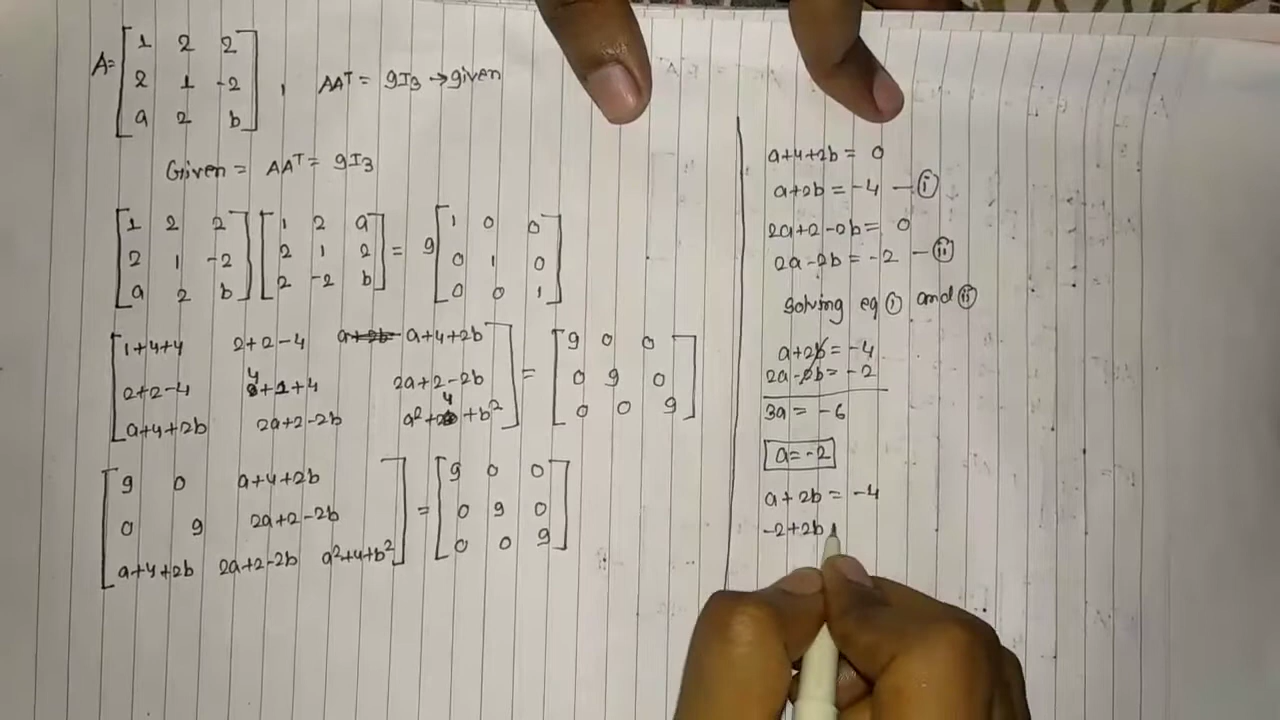 A= [1 2 2
2 1 -2
a 2 b] , AAᵀ = 9I₃ → given
Given = AAᵀ = 9I₃
[1 2 2 [1 2 a = 9 [1 0 0
2 1 -2 2 1 2 0 1 0
a 2 b] 2 -2 b] 0 0 1]
[1+4+4 2+2-4 a+4+2b = [9 0 0
2+2-4 4+1+4 2a+2-2b 0 9 0
a+4+2b 2a+2-2b a²+4+b²] 0 0 9]
[9 0 a+4+2b = [9 0 0
0 9 2a+2-2b 0 9 0
a+4+2b 2a+2-2b a²+4+b²] 0 0 9]
a+4+2b = 0
a+2b = -4 — (i)
2a+2-2b = 0
2a-2b = -2 — (ii)
Solving eq (i) and (ii)
a+2b = -4
2a-2b = -2
3a = -6
a = -2
a + 2b = -4
-2+2b